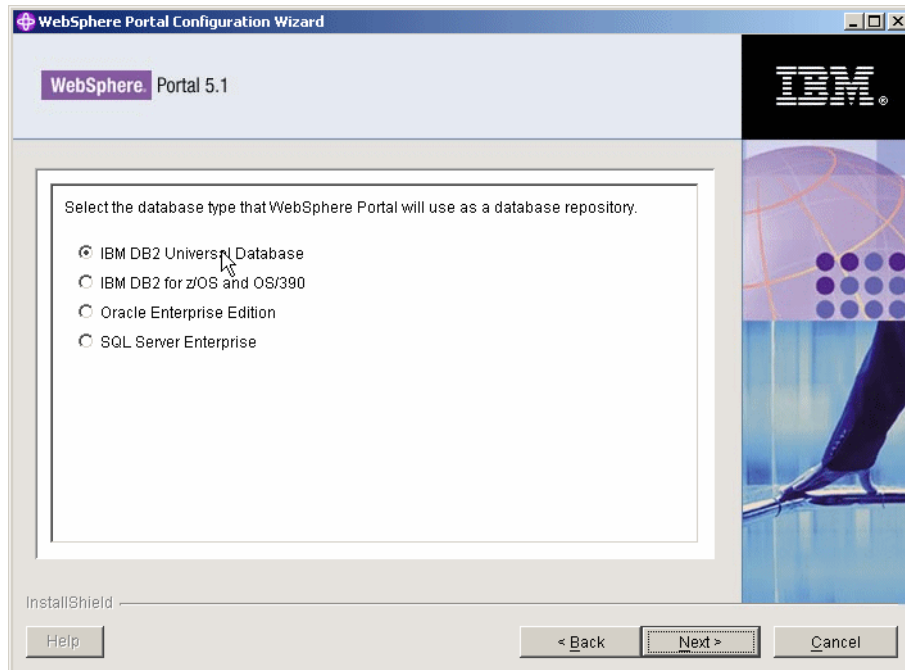 WebSphere Portal Configuration Wizard
WebSphere. Portal 5.1
IBM®
Select the database type that WebSphere Portal will use as a database repository.
IBM DB2 Universal Database
IBM DB2 for z/OS and OS/390
Oracle Enterprise Edition
SQL Server Enterprise
InstallShield
Help
< Back
Next >
Cancel